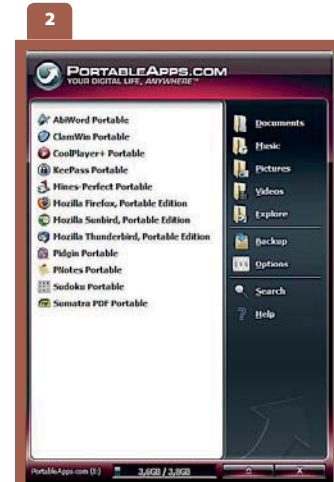 2
PORTABLEAPPS.COM
YOUR DIGITAL LIFE, ANYWHERE™
AbiWord Portable
ClamWin Portable
CoolPlayer+ Portable
KeePass Portable
Mines-Perfect Portable
Mozilla Firefox, Portable Edition
Mozilla Sunbird, Portable Edition
Mozilla Thunderbird, Portable Edition
Pidgin Portable
PNotes Portable
Sudoku Portable
Sumatra PDF Portable
Documents
Music
Pictures
Videos
Explore
Backup
Options
Search
Help
PortableApps.com (I:) 3,6GB / 3,8GB X